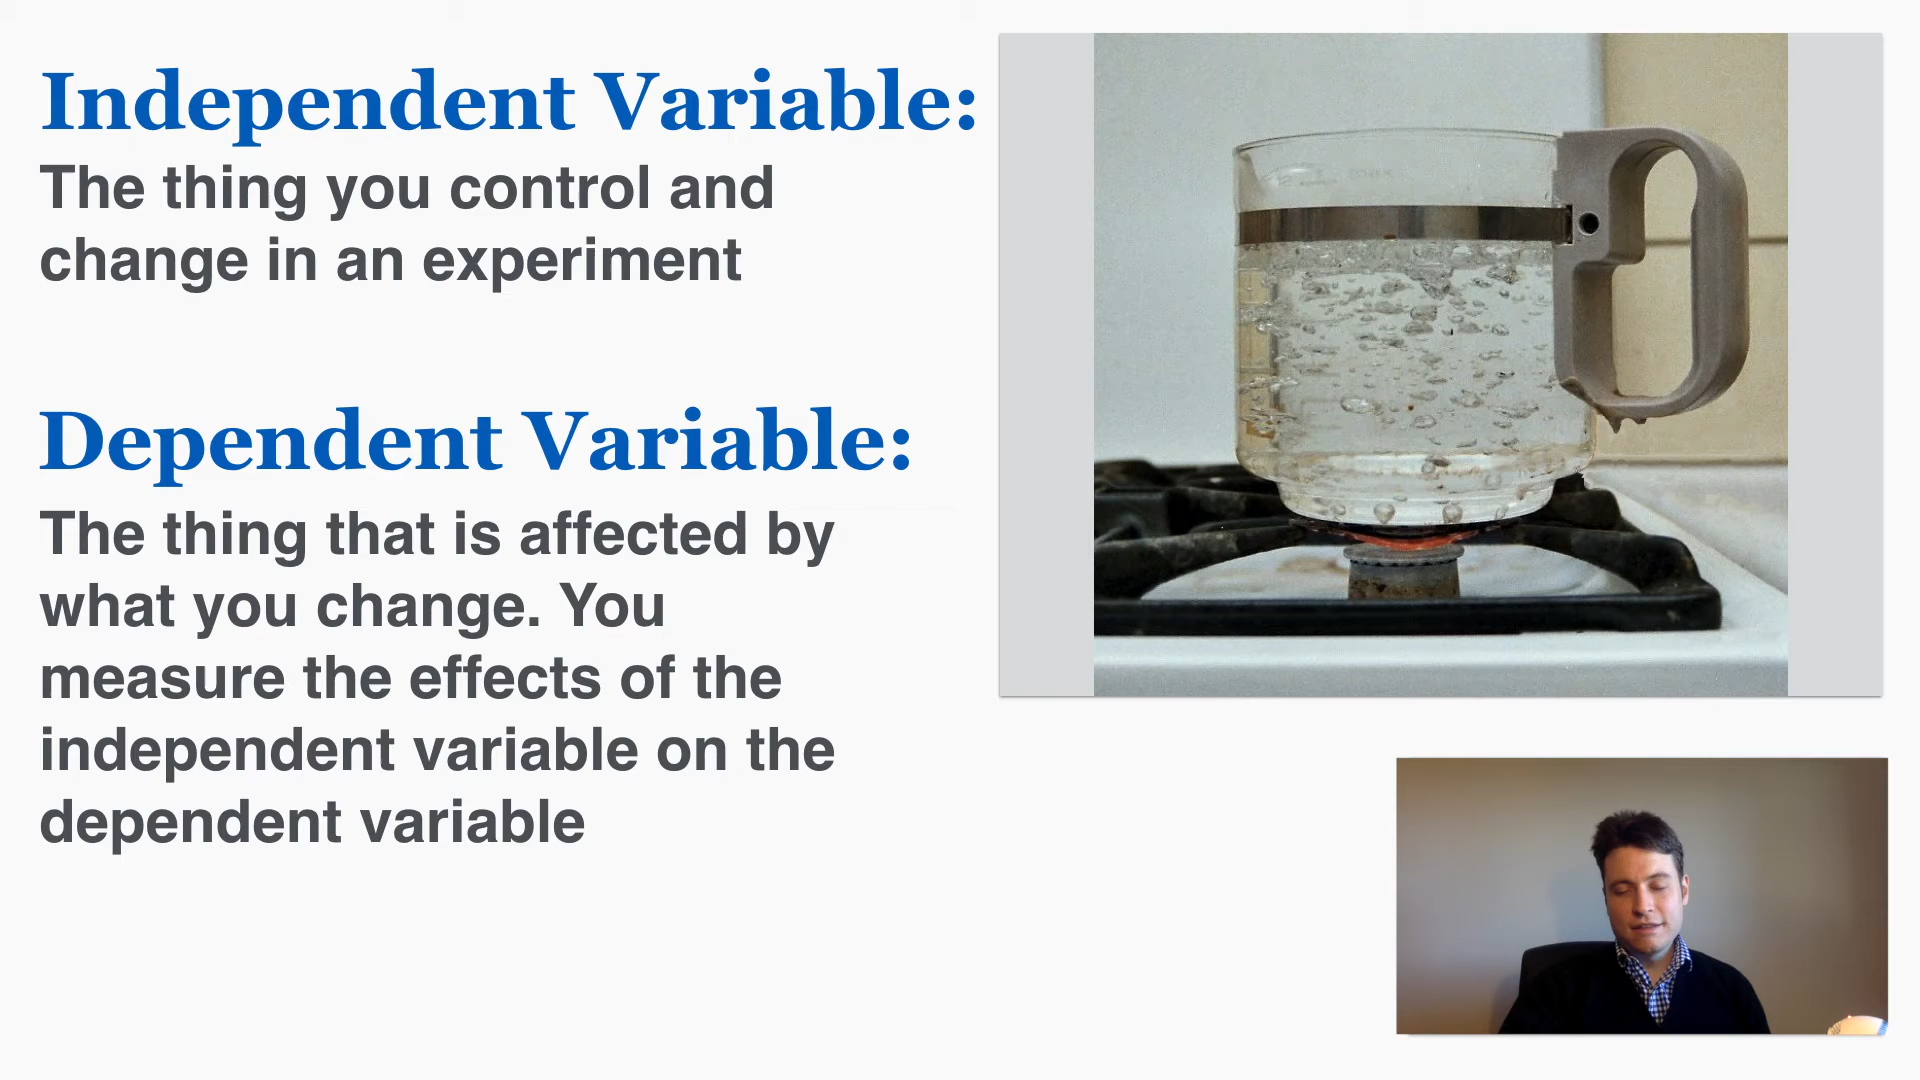 Independent Variable:
The thing you control and
change in an experiment
Dependent Variable:
The thing that is affected by
what you change. You
measure the effects of the
independent variable on the
dependent variable